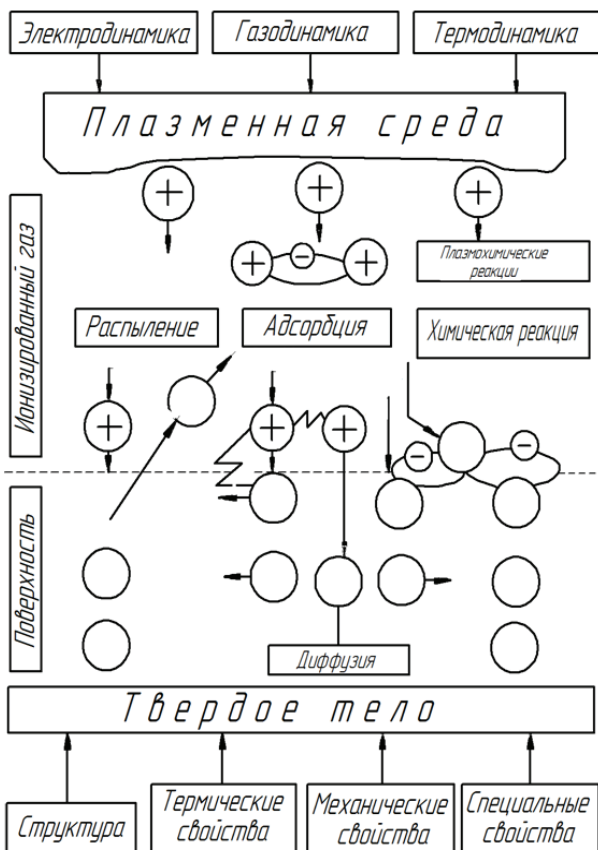 Электродинамика
Газодинамика
Термодинамика
Плазменная среда
+
+
+
Ионизированный газ
+
−
+
Плазмохимические
реакции
Распыление
Адсорбция
Химическая реакция
+
+
+
−
−
Поверхность
Диффузия
Твердое тело
Структура
Термические
свойства
Механические
свойства
Специальные
свойства